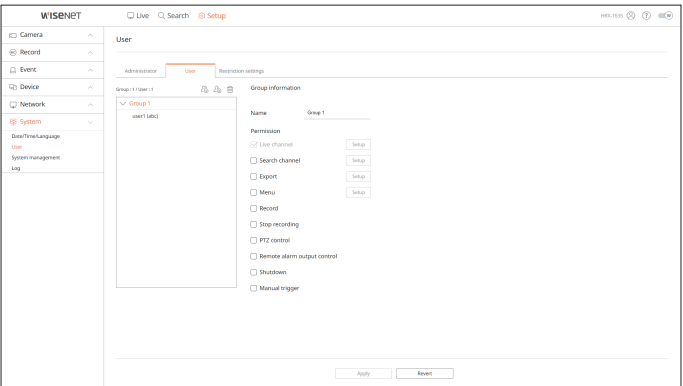 WISENET
Live Search Setup
HRX-1635
Camera
Record
Event
Device
Network
System
Date/Time/Language
User
System management
Log
User
Administrator User Restriction settings
Group : 1 / User : 1
Group 1
user1 (abc)
Group information
Name Group 1
Permission
Live channel Setup
Search channel Setup
Export Setup
Menu Setup
Record
Stop recording
PTZ control
Remote alarm output control
Shutdown
Manual trigger
Apply Revert